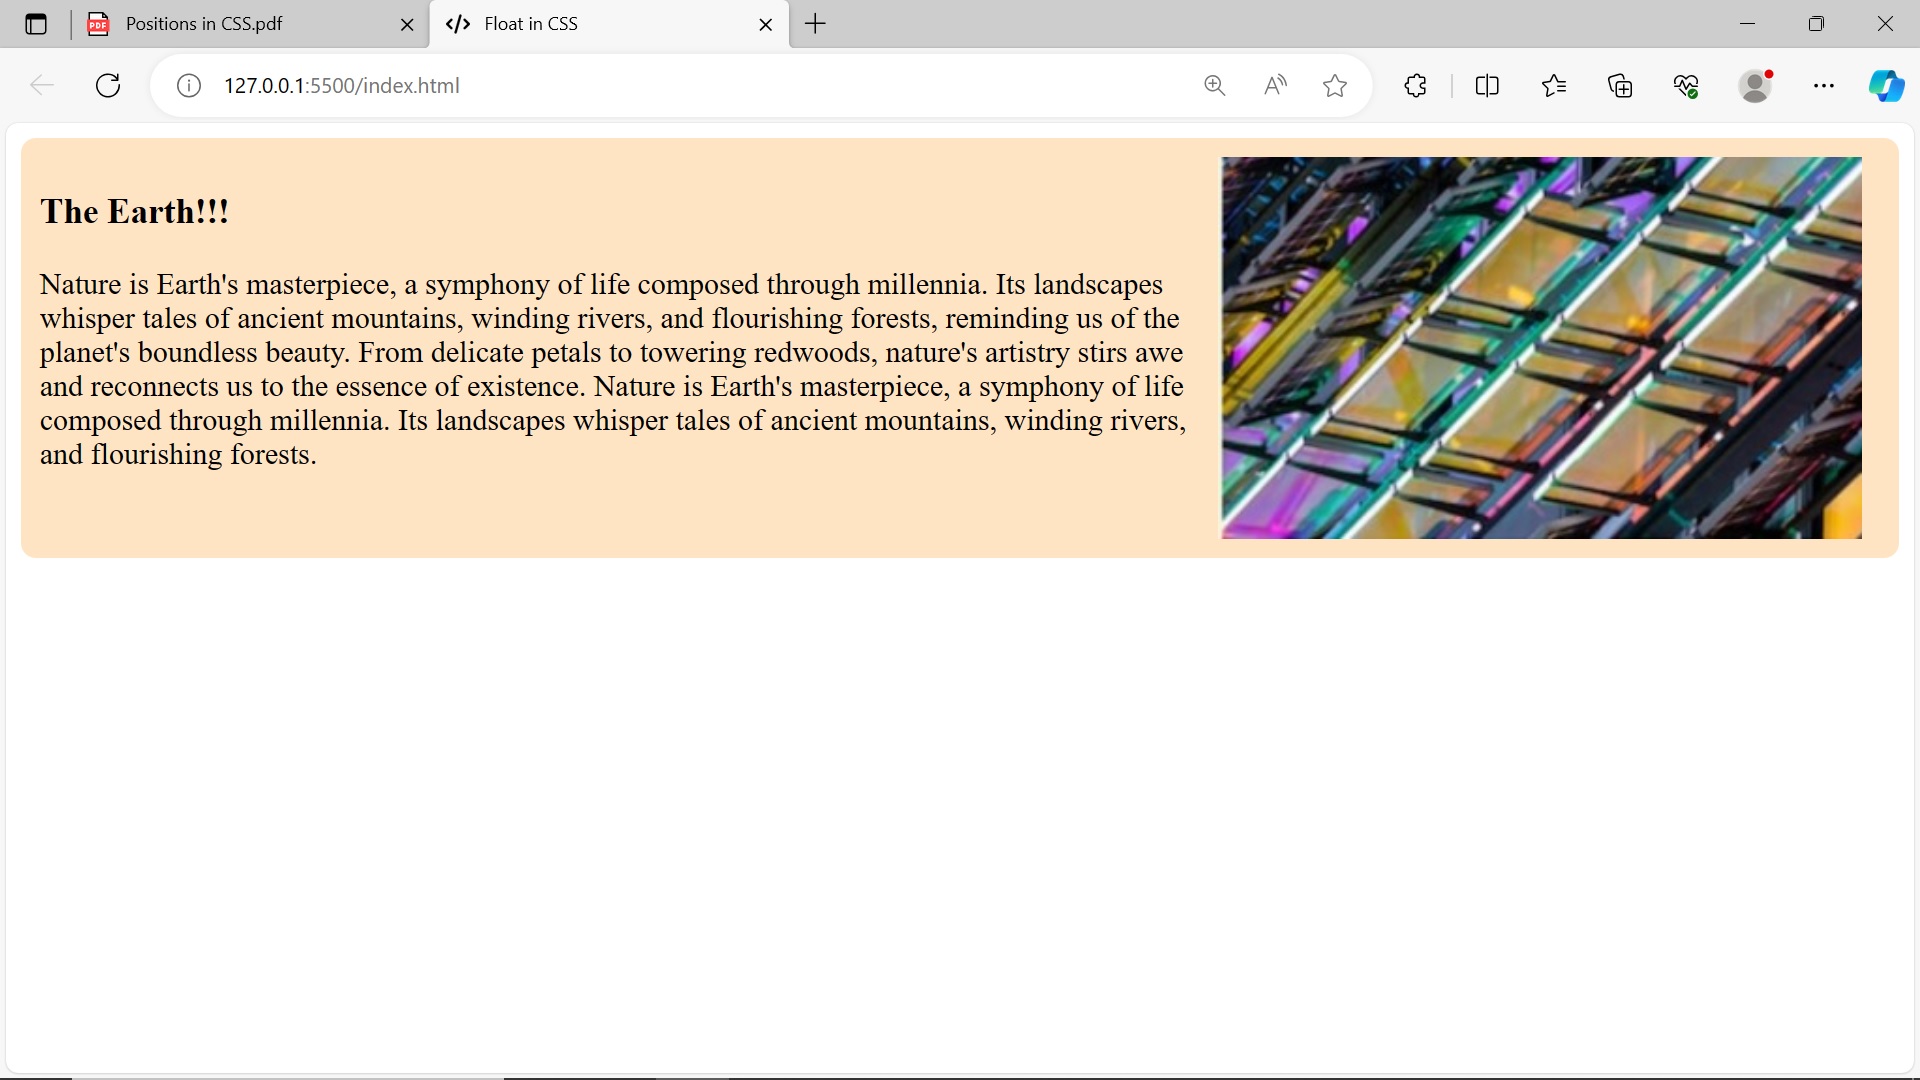 PDF
Positions in CSS.pdf
Float in CSS
127.0.0.1:5500/index.html
The Earth!!!
Nature is Earth's masterpiece, a symphony of life composed through millennia. Its landscapes
whisper tales of ancient mountains, winding rivers, and flourishing forests, reminding us of the
planet's boundless beauty. From delicate petals to towering redwoods, nature's artistry stirs awe
and reconnects us to the essence of existence. Nature is Earth's masterpiece, a symphony of life
composed through millennia. Its landscapes whisper tales of ancient mountains, winding rivers,
and flourishing forests.